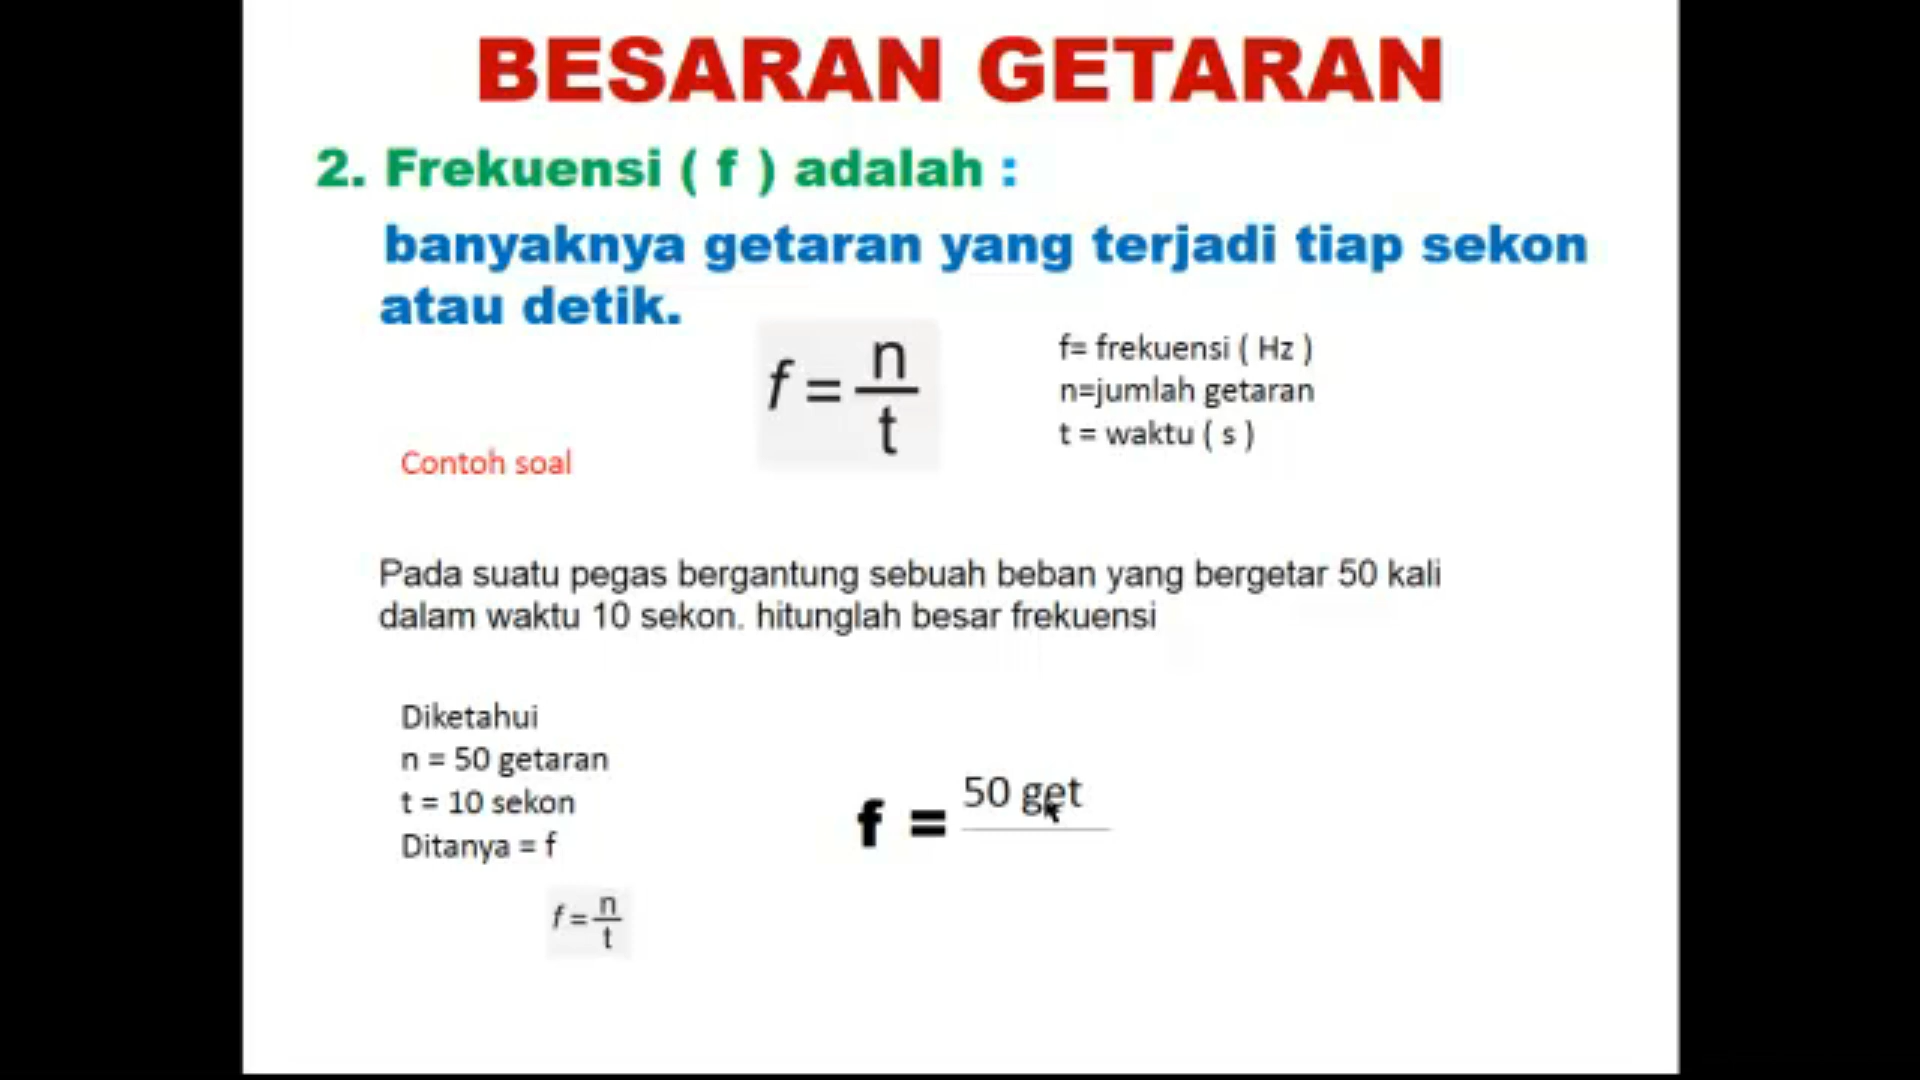 BESARAN GETARAN
2. Frekuensi ( f ) adalah :
banyaknya getaran yang terjadi tiap sekon
atau detik.
f = n/t
f= frekuensi ( Hz )
n=jumlah getaran
t = waktu ( s )
Contoh soal
Pada suatu pegas bergantung sebuah beban yang bergetar 50 kali
dalam waktu 10 sekon. hitunglah besar frekuensi
Diketahui
n = 50 getaran
t = 10 sekon
Ditanya = f
f = n/t
f = 50 get